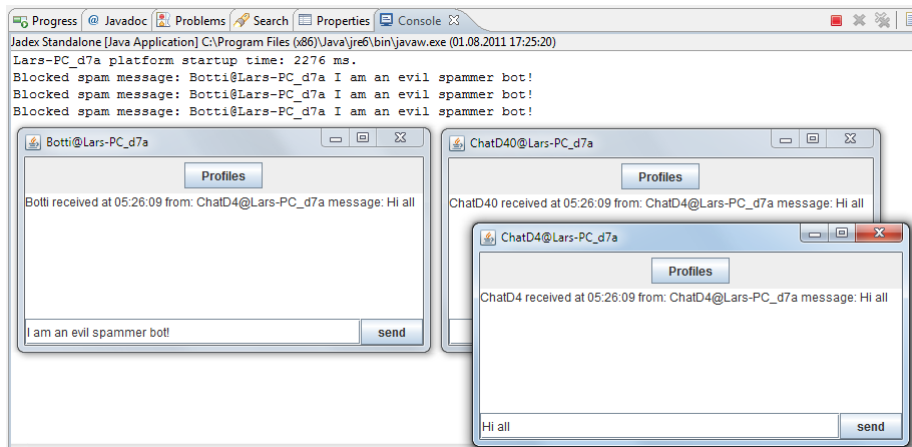 Progress @ Javadoc Problems Search Properties Console
Jadex Standalone [Java Application] C:\Program Files (x86)\Java\jre6\bin\javaw.exe (01.08.2011 17:25:20)
Lars-PC_d7a platform startup time: 2276 ms.
Blocked spam message: Botti@Lars-PC_d7a I am an evil spammer bot!
Blocked spam message: Botti@Lars-PC_d7a I am an evil spammer bot!
Blocked spam message: Botti@Lars-PC_d7a I am an evil spammer bot!
Botti@Lars-PC_d7a
Profiles
Botti received at 05:26:09 from: ChatD4@Lars-PC_d7a message: Hi all
I am an evil spammer bot!
send
ChatD40@Lars-PC_d7a
Profiles
ChatD40 received at 05:26:09 from: ChatD4@Lars-PC_d7a message: Hi all
ChatD4@Lars-PC_d7a
Profiles
ChatD4 received at 05:26:09 from: ChatD4@Lars-PC_d7a message: Hi all
Hi all
send